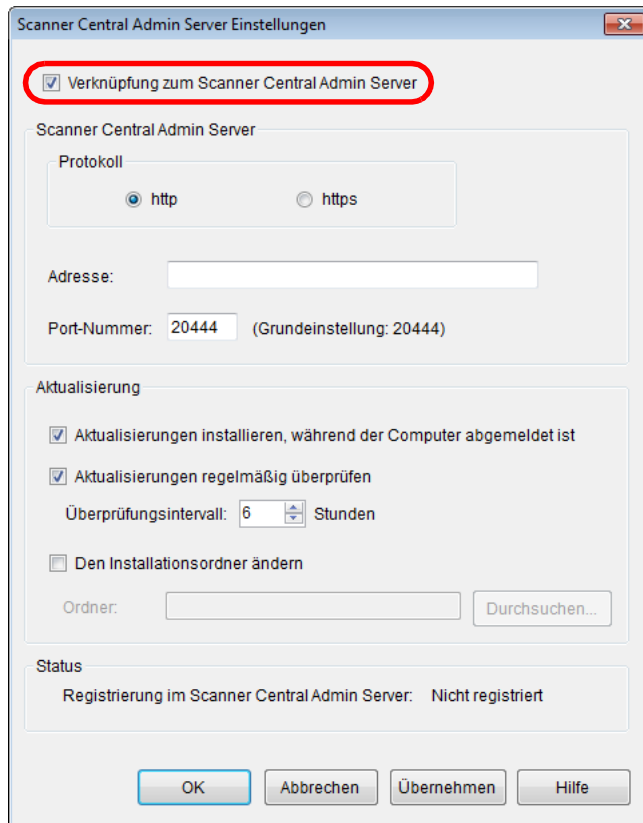 Scanner Central Admin Server Einstellungen
Verknüpfung zum Scanner Central Admin Server
Scanner Central Admin Server
Protokoll
http https
Adresse:
Port-Nummer: 20444 (Grundeinstellung: 20444)
Aktualisierung
Aktualisierungen installieren, während der Computer abgemeldet ist
Aktualisierungen regelmäßig überprüfen
Überprüfungsintervall: 6 Stunden
Den Installationsordner ändern
Ordner: Durchsuchen...
Status
Registrierung im Scanner Central Admin Server: Nicht registriert
OK Abbrechen Übernehmen Hilfe